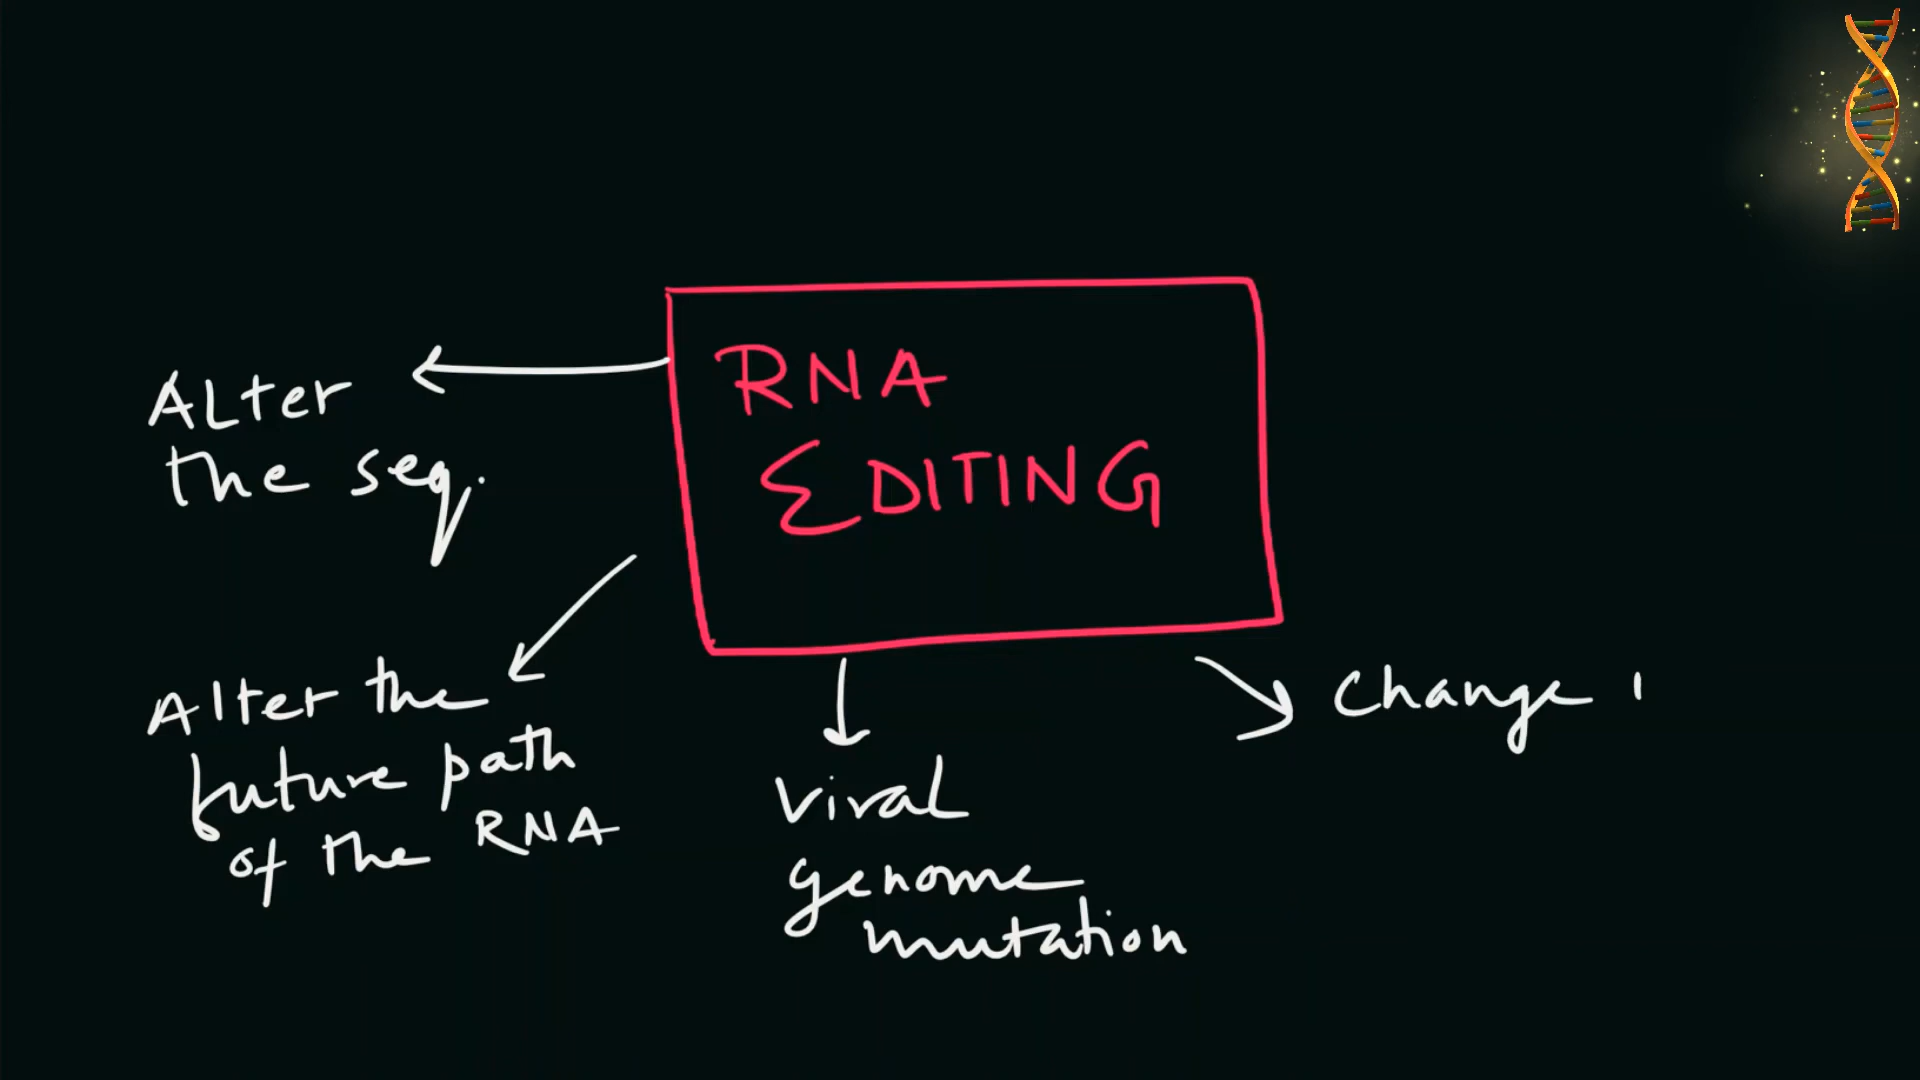 RNA
EDITING
Alter
the seq.
Alter the
future path
of the RNA
viral
genome
mutation
change